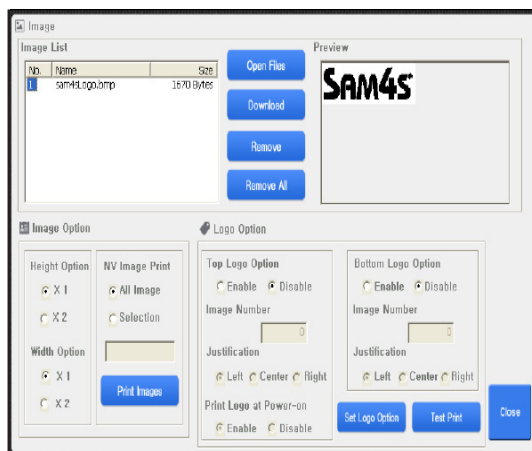 Image
Image List
No. Name Size
1 sam4sLogo.bmp 1670 Bytes
Open Files
Download
Remove
Remove All
Preview
SAM4S
Image Option
Height Option
X 1
X 2
Width Option
X 1
X 2
NV Image Print
All Image
Selection
Print Images
Logo Option
Top Logo Option
Enable Disable
Image Number
0
Justification
Left Center Right
Print Logo at Power-on
Enable Disable
Bottom Logo Option
Enable Disable
Image Number
0
Justification
Left Center Right
Set Logo Option
Test Print
Close